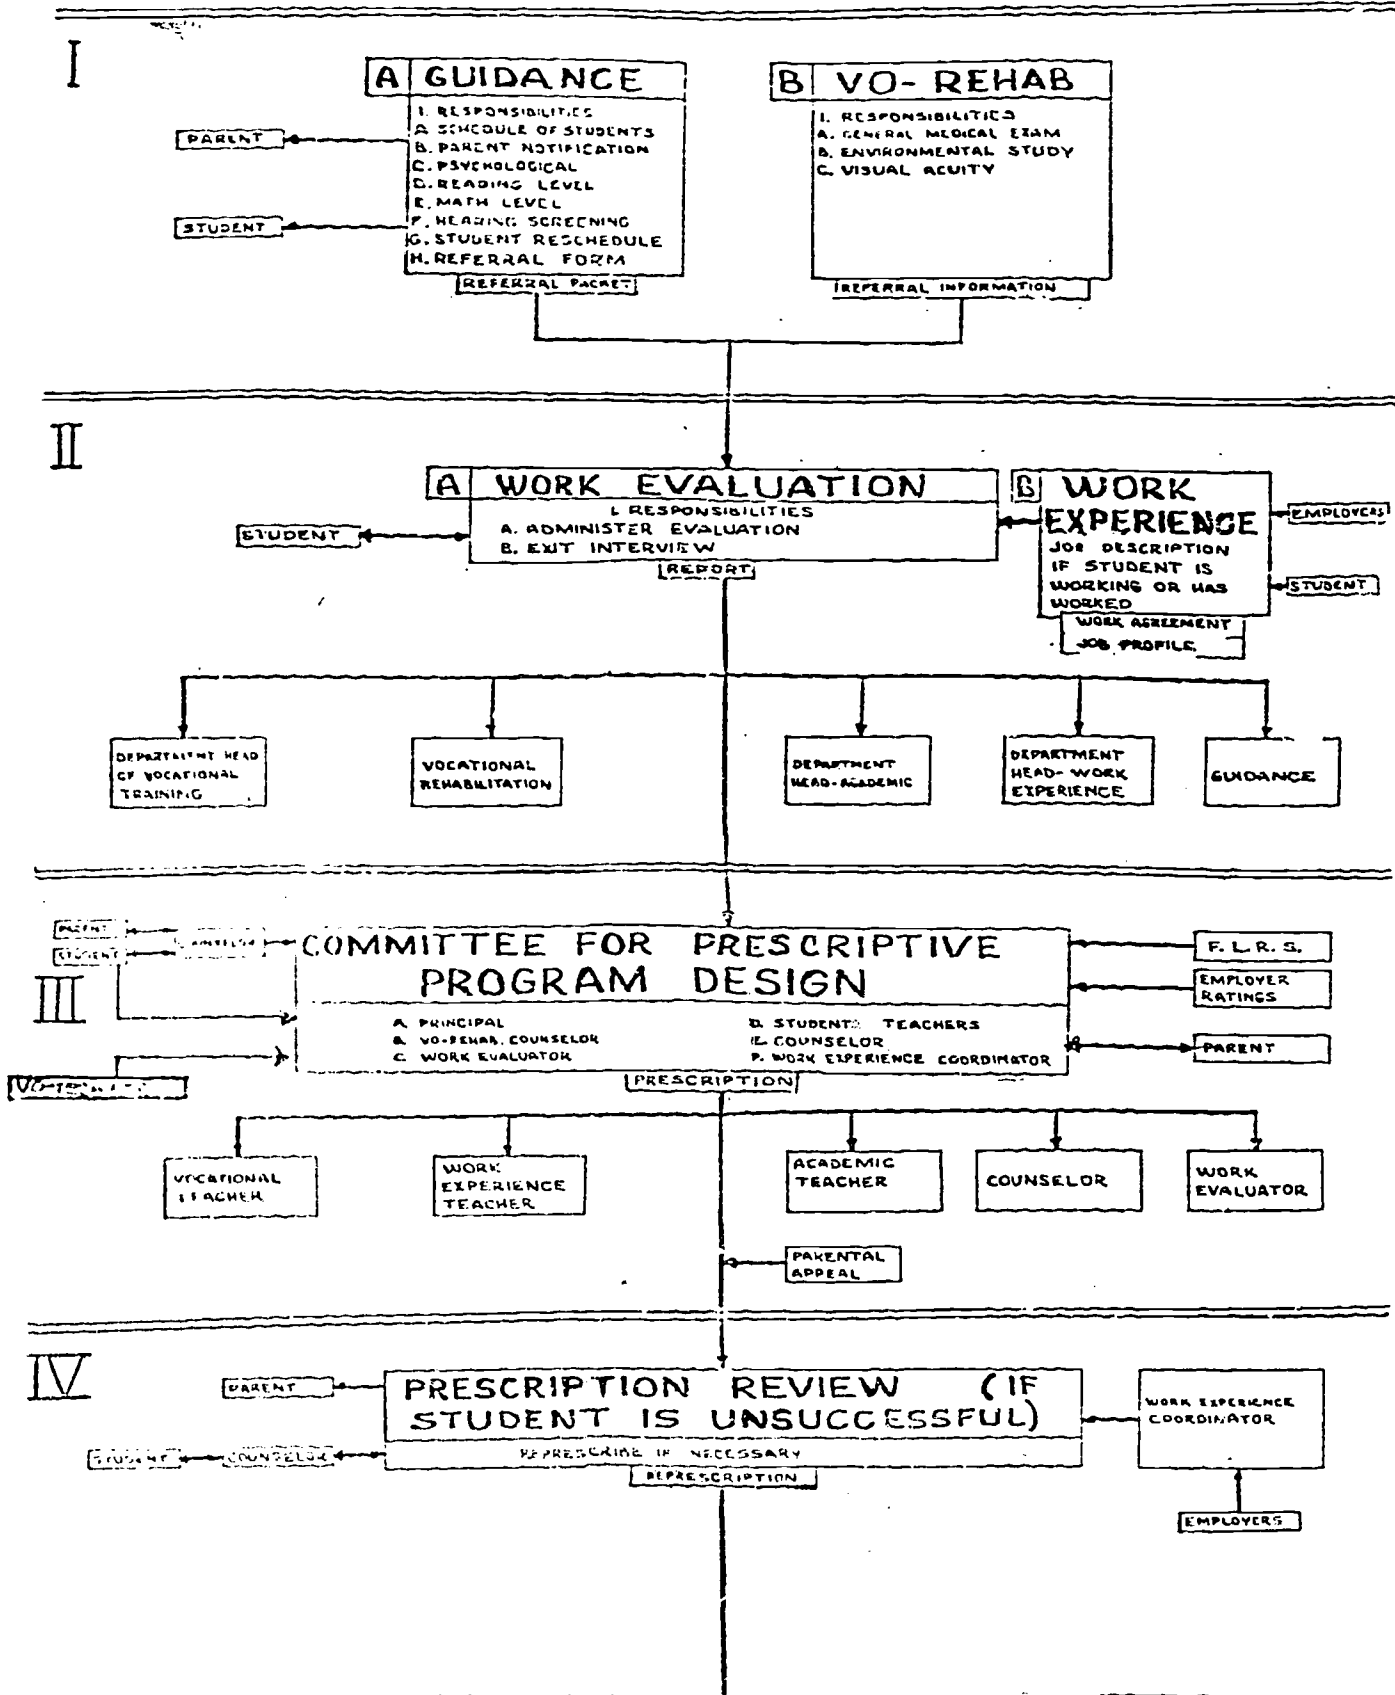 I
A GUIDANCE
1. RESPONSIBILITIES
A. SCHEDULE OF STUDENTS
B. PARENT NOTIFICATION
C. PSYCHOLOGICAL
D. READING LEVEL
E. MATH LEVEL
F. HEARING SCREENING
G. STUDENT RESCHEDULE
H. REFERRAL FORM
REFERRAL PACKET
PARENT
STUDENT
B VO-REHAB
1. RESPONSIBILITIES
A. GENERAL MEDICAL EXAM
B. ENVIRONMENTAL STUDY
C. VISUAL ACUITY
REFERRAL INFORMATION
II
A WORK EVALUATION
1. RESPONSIBILITIES
A. ADMINISTER EVALUATION
B. EXIT INTERVIEW
REPORT
STUDENT
B WORK
EXPERIENCE
JOB DESCRIPTION
IF STUDENT IS
WORKING OR HAS
WORKED
WORK AGREEMENT
JOB PROFILE
EMPLOYERS
STUDENT
DEPARTMENT HEAD
OF VOCATIONAL
TRAINING
VOCATIONAL
REHABILITATION
DEPARTMENT
HEAD-ACADEMIC
DEPARTMENT
HEAD-WORK
EXPERIENCE
GUIDANCE
III
PARENT
STUDENT
COUNSELOR
COMMITTEE FOR PRESCRIPTIVE
PROGRAM DESIGN
A. PRINCIPAL
B. VO-REHAB. COUNSELOR
C. WORK EVALUATOR
D. STUDENTS TEACHERS
E. COUNSELOR
F. WORK EXPERIENCE COORDINATOR
PRESCRIPTION
F. L. R. S.
EMPLOYER
RATINGS
PARENT
VOCATIONAL
TEACHER
WORK
EXPERIENCE
TEACHER
ACADEMIC
TEACHER
COUNSELOR
WORK
EVALUATOR
PARENTAL
APPEAL
IV
PARENT
STUDENT
COUNSELOR
PRESCRIPTION REVIEW (IF
STUDENT IS UNSUCCESSFUL)
REPRESCRIBE IF NECESSARY
REPRESCRIPTION
WORK EXPERIENCE
COORDINATOR
EMPLOYERS